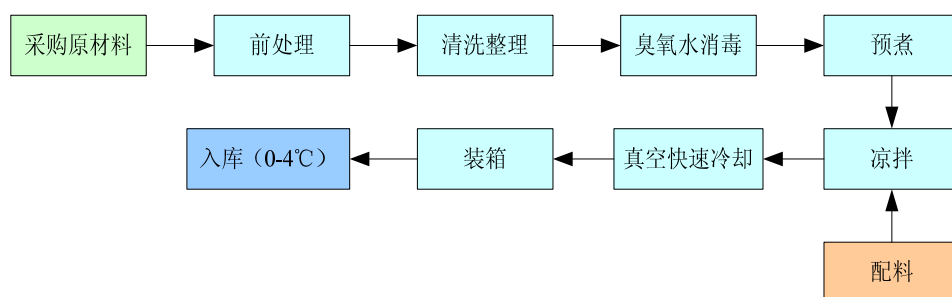 采购原材料
前处理
清洗整理
臭氧水消毒
预煮
入库（0-4℃）
装箱
真空快速冷却
凉拌
配料